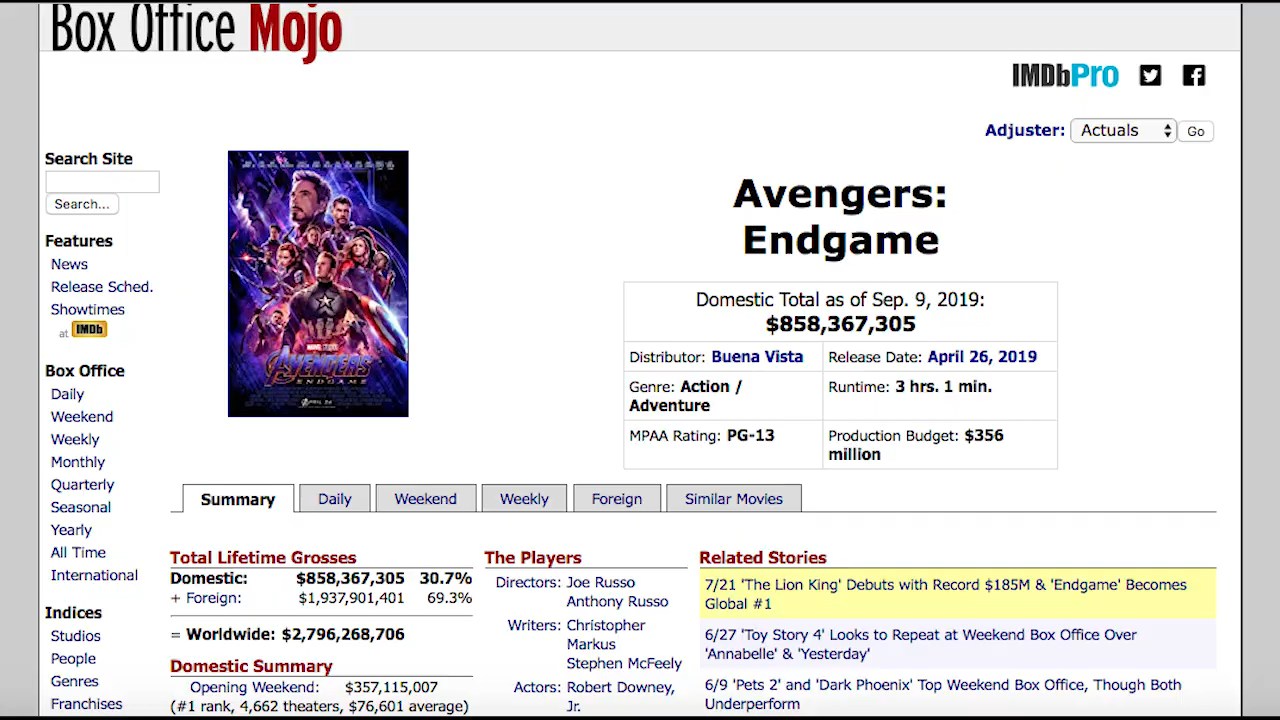 Box Office Mojo
IMDbPro
Adjuster: Actuals Go
Search Site
Search...
Features
News
Release Sched.
Showtimes
at IMDb
Box Office
Daily
Weekend
Weekly
Monthly
Quarterly
Seasonal
Yearly
All Time
International
Indices
Studios
People
Genres
Franchises
MARVEL STUDIOS
AVENGERS
ENDGAME
Avengers:
Endgame
Domestic Total as of Sep. 9, 2019:
$858,367,305
Distributor: Buena Vista
Release Date: April 26, 2019
Genre: Action /
Adventure
Runtime: 3 hrs. 1 min.
MPAA Rating: PG-13
Production Budget: $356
million
Summary Daily Weekend Weekly Foreign Similar Movies
Total Lifetime Grosses
Domestic: $858,367,305 30.7%
+ Foreign: $1,937,901,401 69.3%
= Worldwide: $2,796,268,706
Domestic Summary
Opening Weekend: $357,115,007
(#1 rank, 4,662 theaters, $76,601 average)
The Players
Directors: Joe Russo
Anthony Russo
Writers: Christopher
Markus
Stephen McFeely
Actors: Robert Downey,
Jr.
Related Stories
7/21 'The Lion King' Debuts with Record $185M & 'Endgame' Becomes
Global #1
6/27 'Toy Story 4' Looks to Repeat at Weekend Box Office Over
'Annabelle' & 'Yesterday'
6/9 'Pets 2' and 'Dark Phoenix' Top Weekend Box Office, Though Both
Underperform